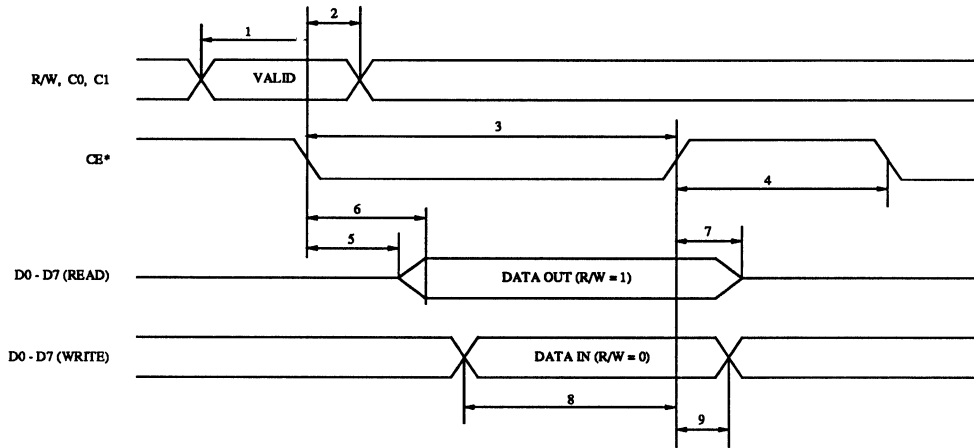 1
2
R/W, C0, C1
VALID
3
CE*
4
6
5
7
D0 - D7 (READ)
DATA OUT (R/W = 1)
D0 - D7 (WRITE)
DATA IN (R/W = 0)
8
9